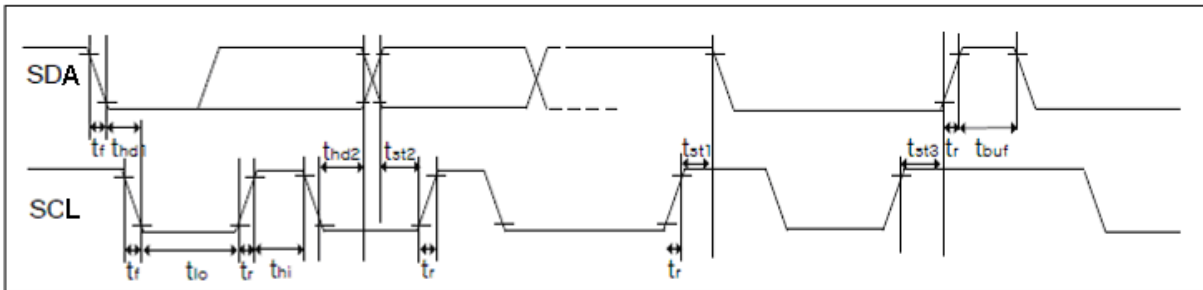 SDA
tf thd1 thd2 tst2 tst1 tst3 tr tbuf
SCL
tf tlo tr thi tr tr